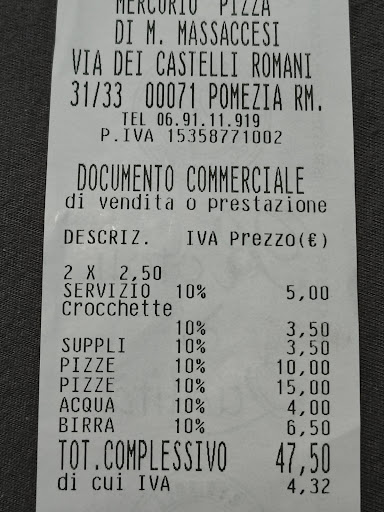 MERCURIO PIZZA
DI M. MASSACCESI
VIA DEI CASTELLI ROMANI
31/33 00071 POMEZIA RM.
TEL 06.91.11.919
P.IVA 15358771002
DOCUMENTO COMMERCIALE
di vendita o prestazione
DESCRIZ. IVA Prezzo(€)
2 X 2,50
SERVIZIO 10% 5,00
Crocchette
10% 3,50
SUPPLI 10% 3,50
PIZZE 10% 10,00
PIZZE 10% 15,00
ACQUA 10% 4,00
BIRRA 10% 6,50
TOT.COMPLESSIVO 47,50
di cui IVA 4,32